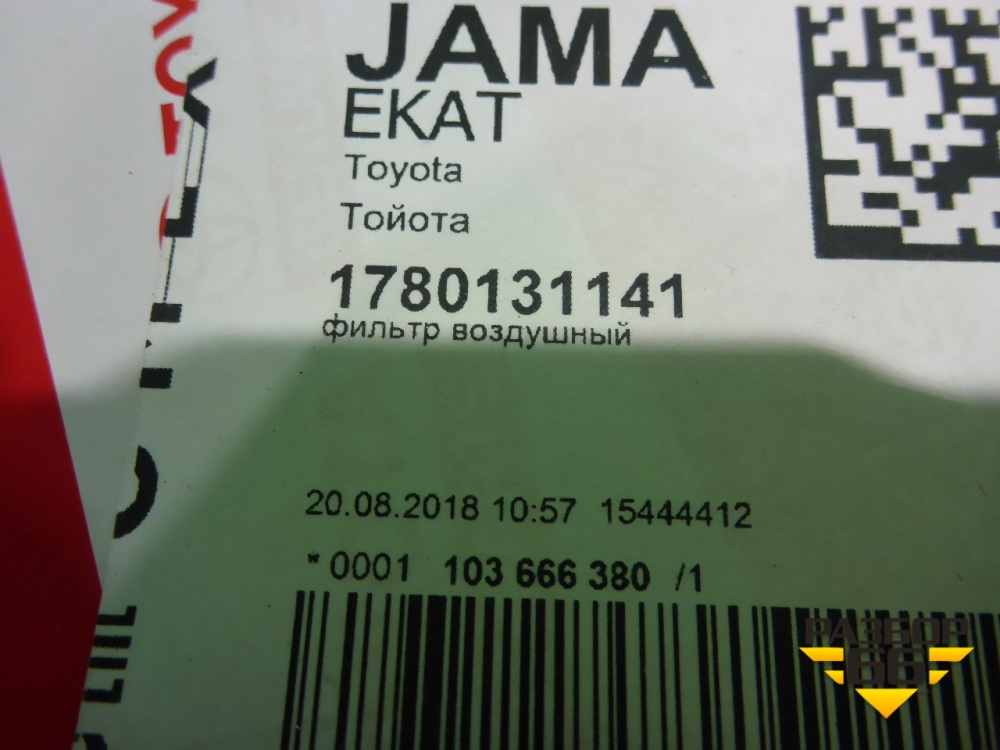 JAMA
EKAT
Toyota
Тойота
1780131141
фильтр воздушный
20.08.2018 10:57 15444412
*0001 103 666 380 /1
РАЗБОР
66